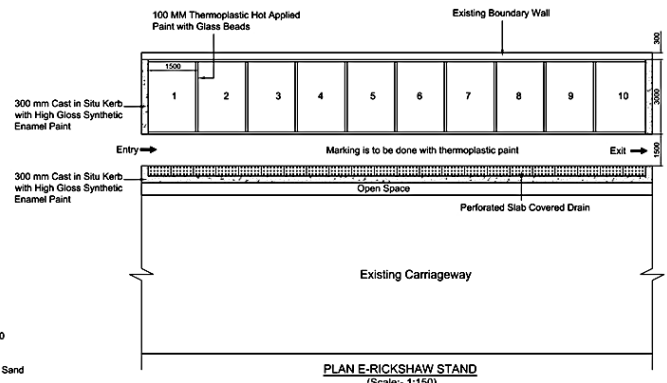 100 MM Thermoplastic Hot Applied
Paint with Glass Beads
Existing Boundary Wall
300
1500
1 2 3 4 5 6 7 8 9 10
3000
300 mm Cast in Situ Kerb
with High Gloss Synthetic
Enamel Paint
Entry
Marking is to be done with thermoplastic paint
Exit
1500
300 mm Cast in Situ Kerb
with High Gloss Synthetic
Enamel Paint
Open Space
Perforated Slab Covered Drain
Existing Carriageway
0
Sand
PLAN E-RICKSHAW STAND
(Scale:- 1:150)